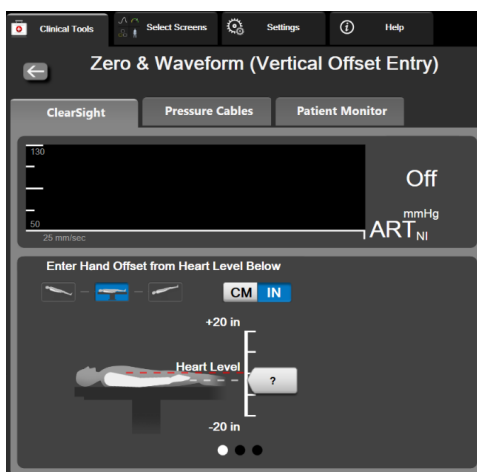 Clinical Tools
Select Screens
Settings
Help
Zero & Waveform (Vertical Offset Entry)
ClearSight
Pressure Cables
Patient Monitor
130
50
25 mm/sec
Off
mmHg
ART NI
Enter Hand Offset from Heart Level Below
CM IN
+20 in
Heart Level
?
-20 in